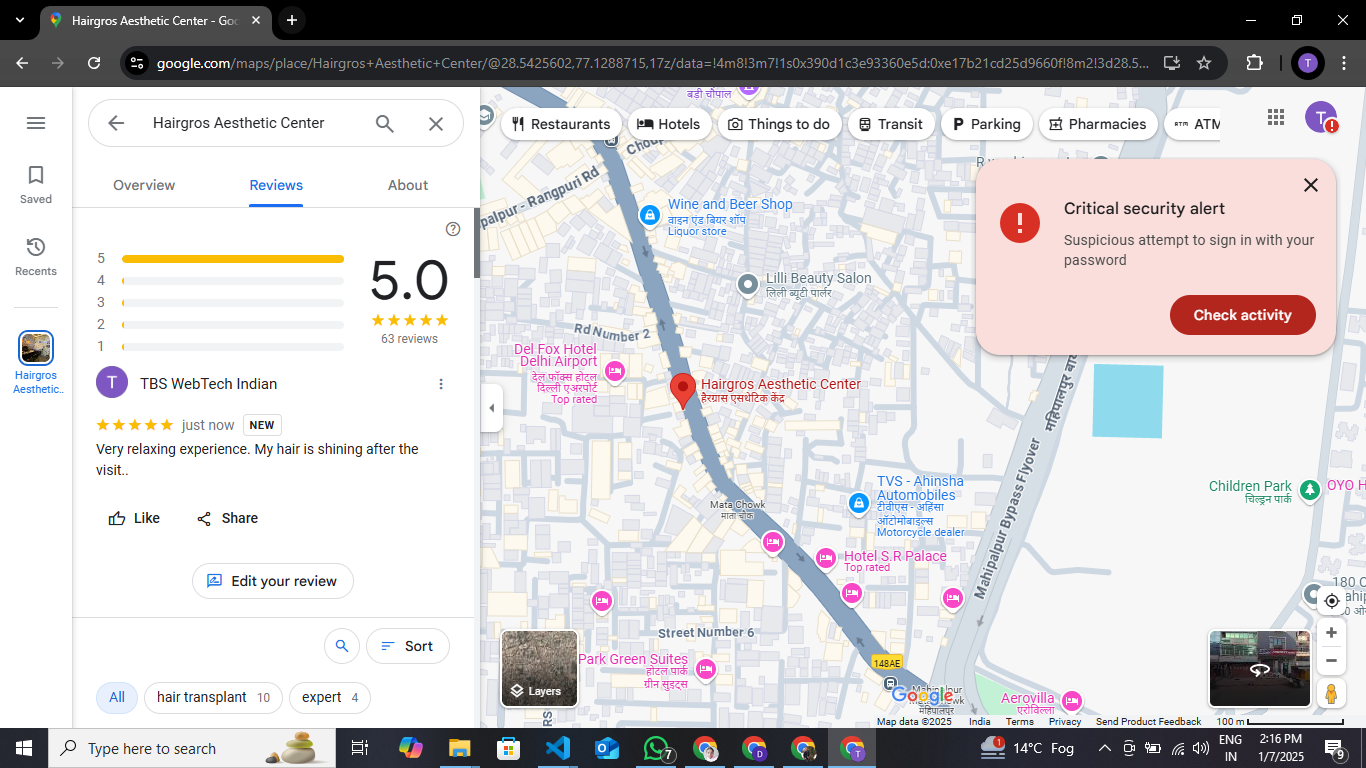 Hairgros Aesthetic Center - Goo
google.com/maps/place/Hairgros+Aesthetic+Center/@28.5425602,77.1288715,17z/data=!4m8!3m7!1s0x390d1c3e93360e5d:0xe17b21cd25d9660f!8m2!3d28.5...
T
Hairgros Aesthetic Center
Saved
Recents
Hairgros
Aesthetic..
Overview
Reviews
About
5
4
3
2
1
5.0
63 reviews
T
TBS WebTech Indian
just now
NEW
Very relaxing experience. My hair is shining after the
visit..
Like
Share
Edit your review
Sort
All
hair transplant 10
expert 4
Restaurants
Hotels
Things to do
Transit
P Parking
Pharmacies
ATM
T
Critical security alert
Suspicious attempt to sign in with your
password
Check activity
बड़ी चौपाल
Wine and Beer Shop
वाइन एंड बियर शॉप
Liquor store
Lilli Beauty Salon
लिली ब्यूटी पार्लर
Rd Number 2
Del Fox Hotel
Delhi Airport
देल फ़ॉक्स होटल
दिल्ली एअरपोर्ट
Top rated
Hairgros Aesthetic Center
हैरग्रास एसथेटिक केंद्र
TVS - Ahinsha
Automobiles
टीवीएस - अहिंसा
ऑटोमोबाइल्स
Motorcycle dealer
Mata Chowk
माता चौक
Children Park
चिल्ड्रन पार्क
OYO H
Mahipalpur Bypass Flyover
Hotel S.R Palace
Top rated
180 O
Street Number 6
Park Green Suites
होटल पार्क
ग्रीन सुइट्स
148AE
Aerovilla
एरोविल्ला
Layers
Google
Map data ©2025
India
Terms
Privacy
Send Product Feedback
100 m
Type here to search
7
D
T
1
14°C Fog
ENG
IN
2:16 PM
1/7/2025
9